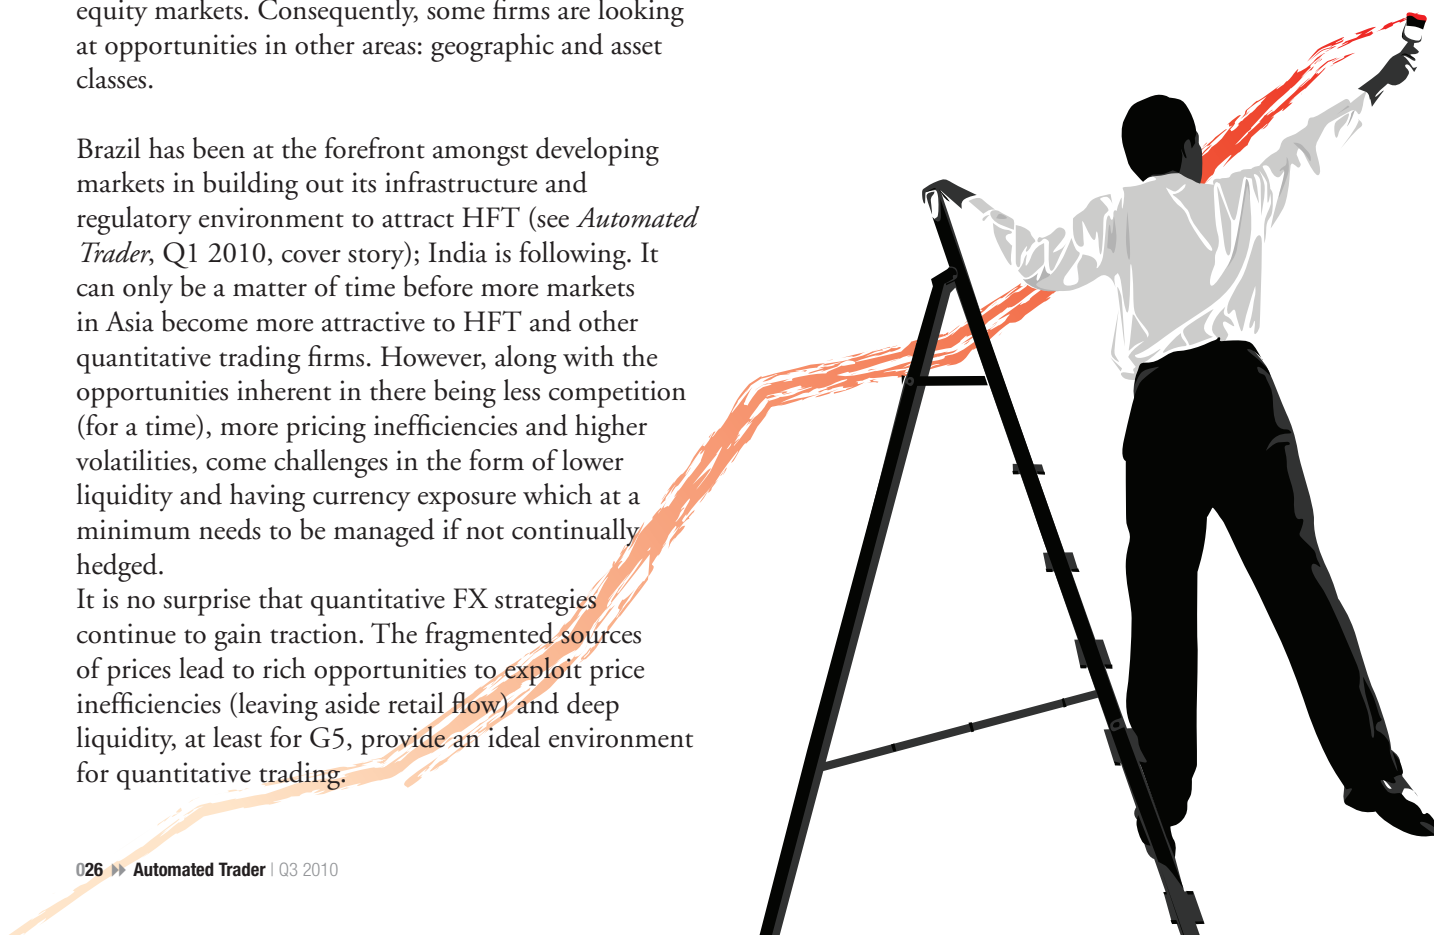 equity markets. Consequently, some firms are looking
at opportunities in other areas: geographic and asset
classes.
Brazil has been at the forefront amongst developing
markets in building out its infrastructure and
regulatory environment to attract HFT (see Automated
Trader, Q1 2010, cover story); India is following. It
can only be a matter of time before more markets
in Asia become more attractive to HFT and other
quantitative trading firms. However, along with the
opportunities inherent in there being less competition
(for a time), more pricing inefficiencies and higher
volatilities, come challenges in the form of lower
liquidity and having currency exposure which at a
minimum needs to be managed if not continually
hedged.
It is no surprise that quantitative FX strategies
continue to gain traction. The fragmented sources
of prices lead to rich opportunities to exploit price
inefficiencies (leaving aside retail flow) and deep
liquidity, at least for G5, provide an ideal environment
for quantitative trading.
026 Automated Trader | Q3 2010